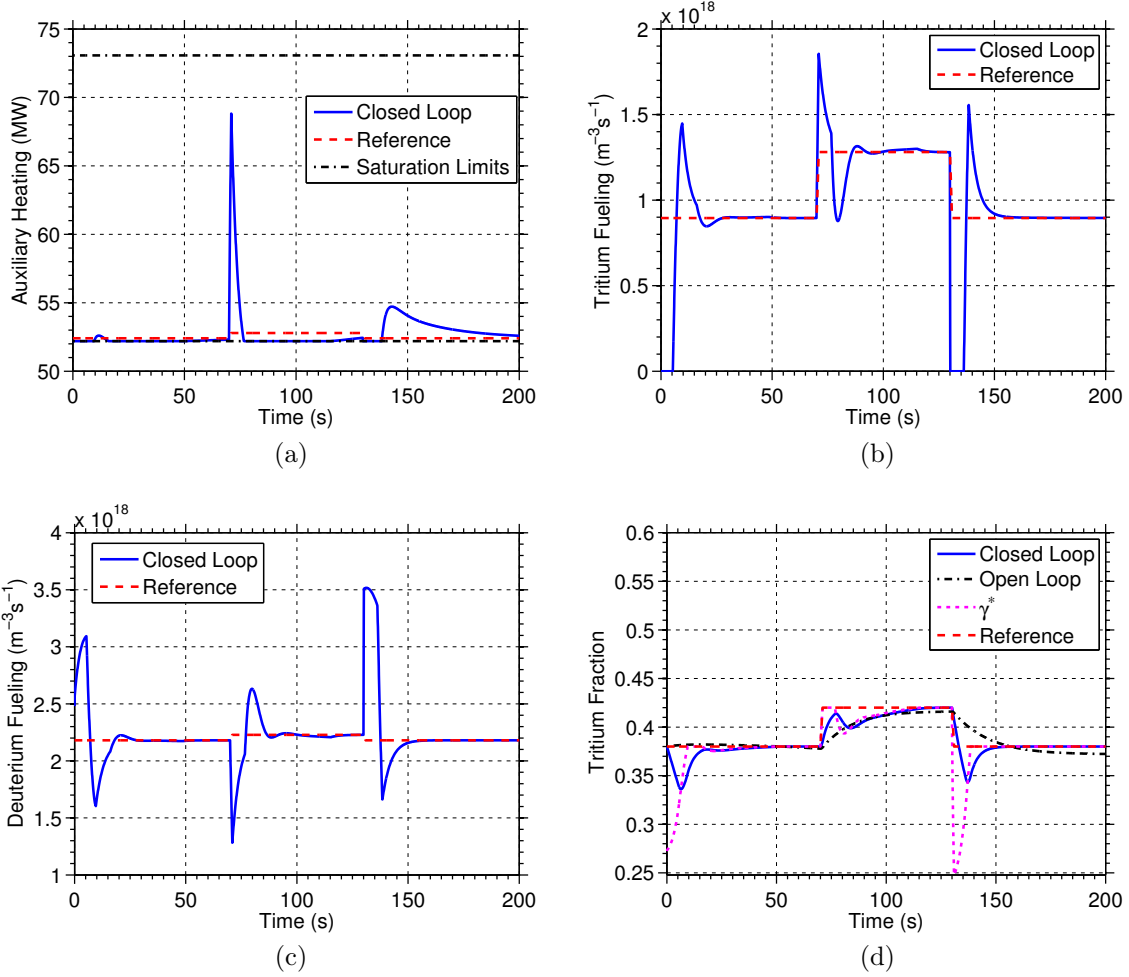 75
70
65
60
55
50
0
50
100
150
200
Auxiliary Heating (MW)
Time (s)
Closed Loop
Reference
Saturation Limits
(a)
x 10^18
2
1.5
1
0.5
0
0
50
100
150
200
Tritium Fueling (m⁻³s⁻¹)
Time (s)
Closed Loop
Reference
(b)
x 10^18
4
3.5
3
2.5
2
1.5
1
0
50
100
150
200
Deuterium Fueling (m⁻³s⁻¹)
Time (s)
Closed Loop
Reference
(c)
0.6
0.55
0.5
0.45
0.4
0.35
0.3
0.25
0
50
100
150
200
Tritium Fraction
Time (s)
Closed Loop
Open Loop
γ*
Reference
(d)